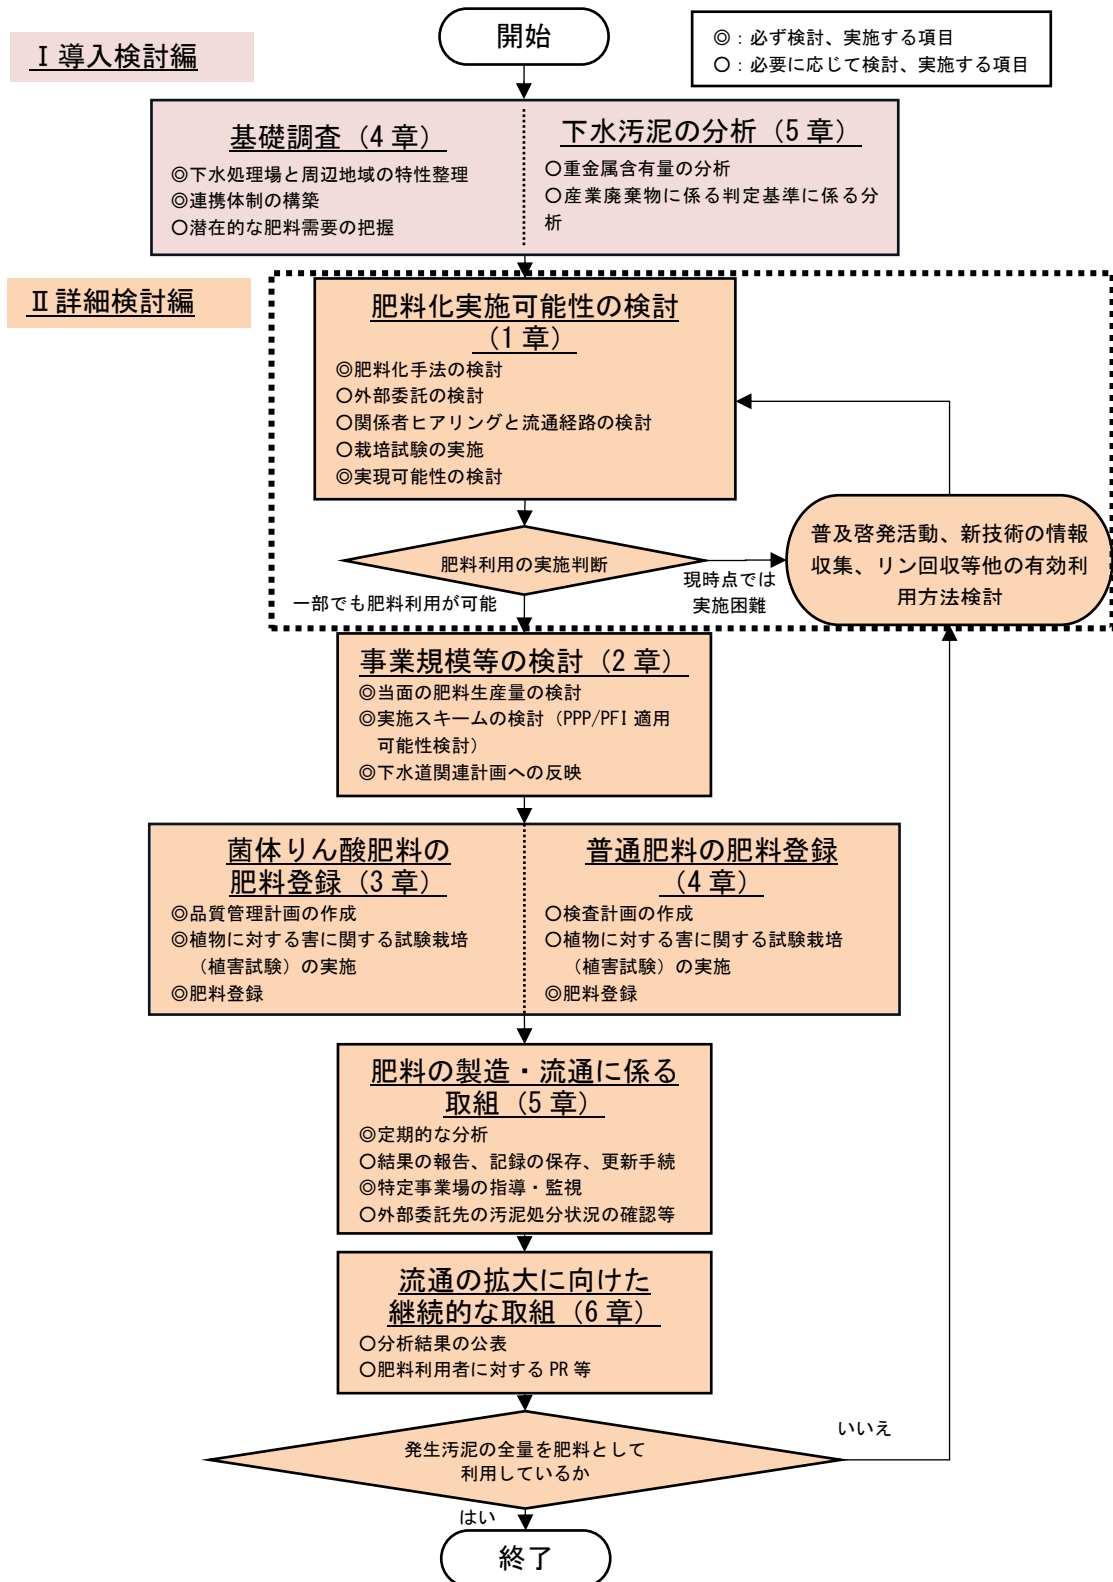 開始
Ⅰ導入検討編
◎：必ず検討、実施する項目
○：必要に応じて検討、実施する項目
基礎調査（4 章）
◎下水処理場と周辺地域の特性整理
◎連携体制の構築
○潜在的な肥料需要の把握
下水汚泥の分析（5 章）
○重金属含有量の分析
○産業廃棄物に係る判定基準に係る分
析
Ⅱ詳細検討編
肥料化実施可能性の検討
（1 章）
◎肥料化手法の検討
○外部委託の検討
○関係者ヒアリングと流通経路の検討
○栽培試験の実施
◎実現可能性の検討
肥料利用の実施判断
現時点では
実施困難
普及啓発活動、新技術の情報
収集、リン回収等他の有効利
用方法検討
一部でも肥料利用が可能
事業規模等の検討（2 章）
◎当面の肥料生産量の検討
◎実施スキームの検討（PPP/PFI 適用
可能性検討）
◎下水道関連計画への反映
菌体りん酸肥料の
肥料登録（3 章）
◎品質管理計画の作成
◎植物に対する害に関する試験栽培
（植害試験）の実施
◎肥料登録
普通肥料の肥料登録
（4 章）
○検査計画の作成
○植物に対する害に関する試験栽培
（植害試験）の実施
◎肥料登録
肥料の製造・流通に係る
取組（5 章）
◎定期的な分析
○結果の報告、記録の保存、更新手続
◎特定事業場の指導・監視
○外部委託先の汚泥処分状況の確認等
流通の拡大に向けた
継続的な取組（6 章）
○分析結果の公表
○肥料利用者に対する PR 等
発生汚泥の全量を肥料として
利用しているか
いいえ
はい
終了